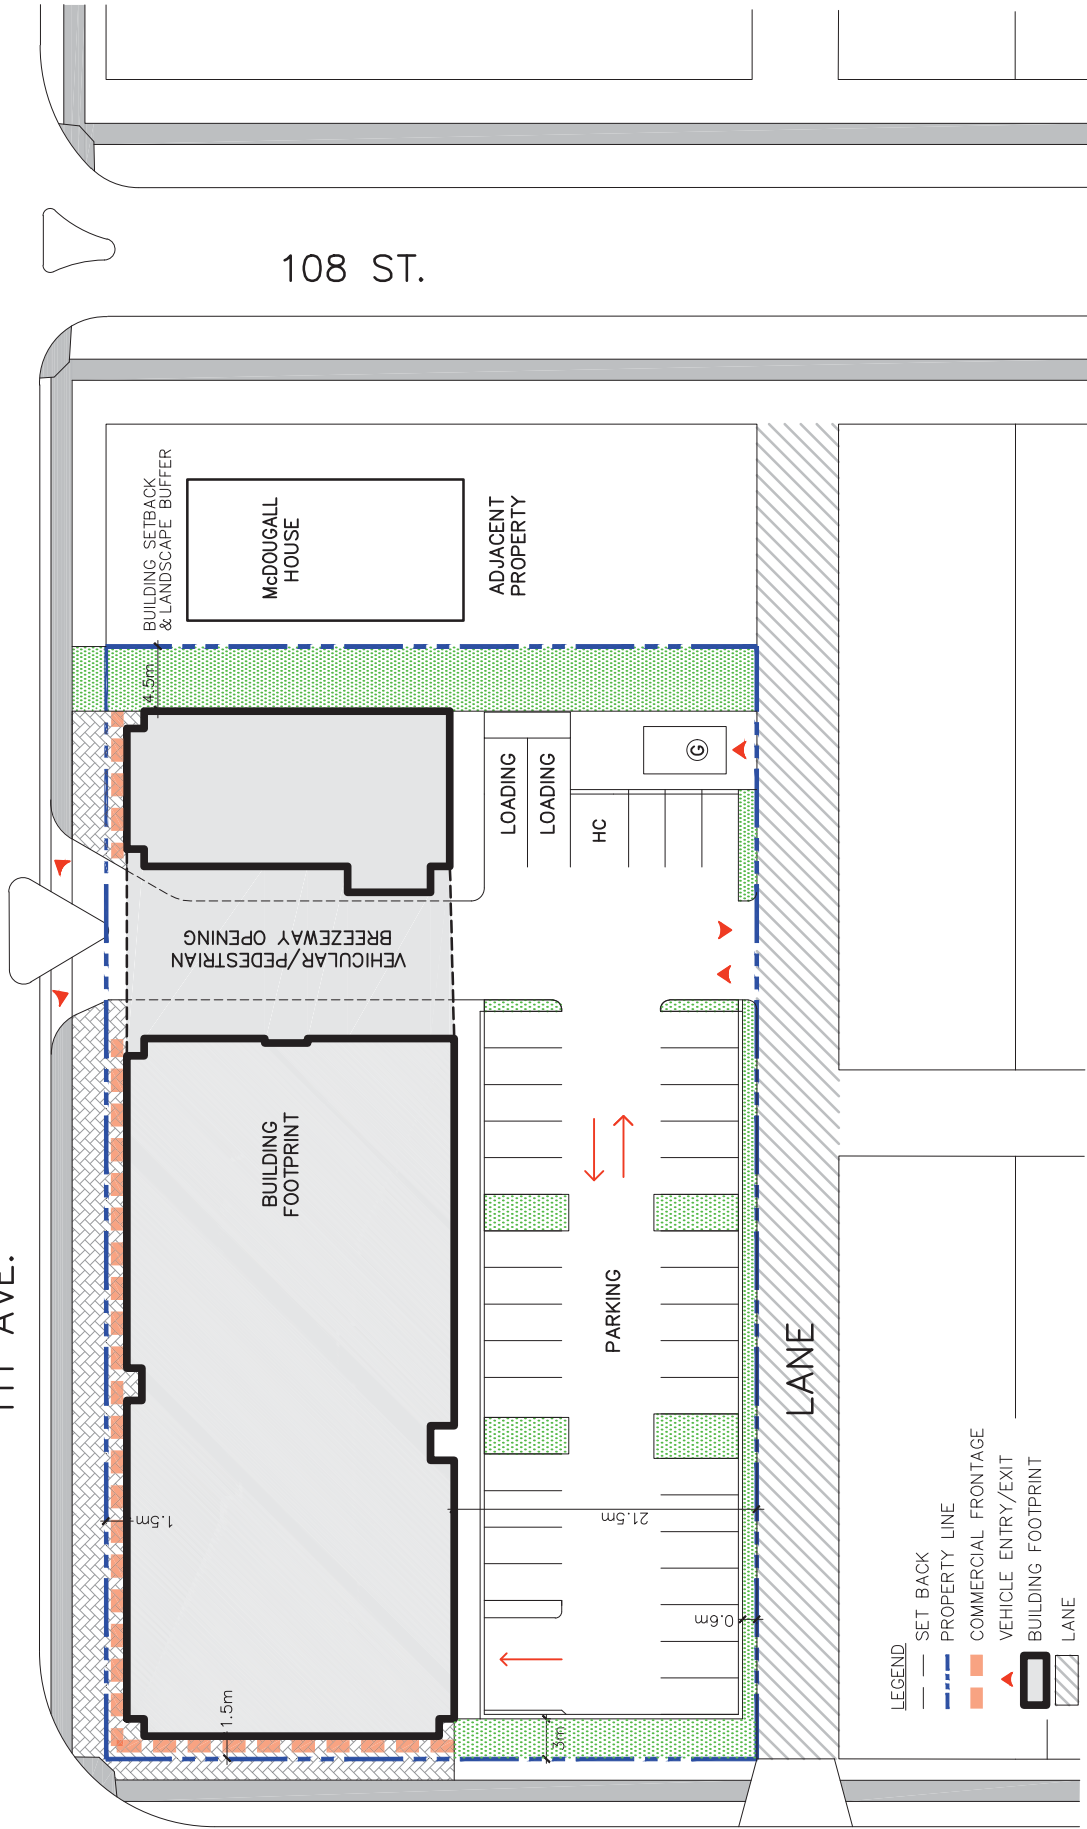 108 ST.
BUILDING SETBACK
& LANDSCAPE BUFFER
McDOUGALL
HOUSE
ADJACENT
PROPERTY
4.5m
LOADING
LOADING
HC
G
VEHICULAR/PEDESTRIAN
BREEZEWAY OPENING
BUILDING
FOOTPRINT
PARKING
LANE
1.5m
21.5m
0.6m
1.5m
3m
AVE.
LEGEND
SET BACK
PROPERTY LINE
COMMERCIAL FRONTAGE
VEHICLE ENTRY/EXIT
BUILDING FOOTPRINT
LANE